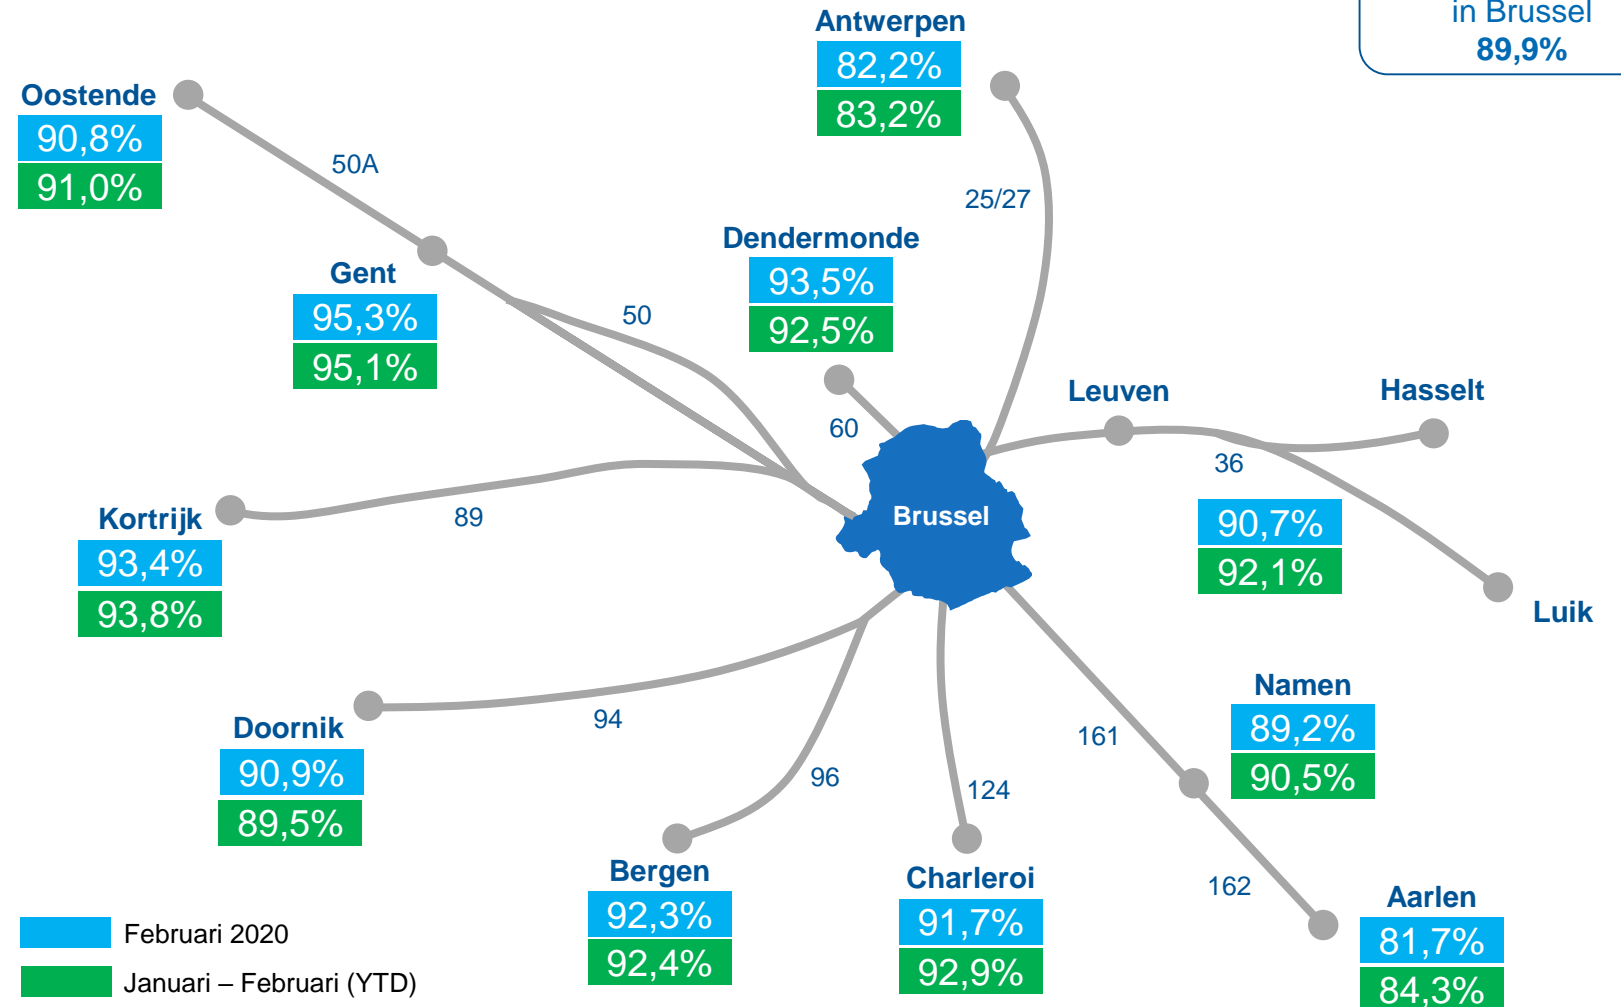 in Brussel
89,9%
Antwerpen
82,2%
83,2%
Oostende
90,8%
91,0%
50A
25/27
Gent
95,3%
95,1%
50
Dendermonde
93,5%
92,5%
60
Leuven
Hasselt
36
90,7%
92,1%
Luik
Brussel
Kortrijk
93,4%
93,8%
89
Doornik
90,9%
89,5%
94
96
124
161
Namen
89,2%
90,5%
162
Bergen
92,3%
92,4%
Charleroi
91,7%
92,9%
Aarlen
81,7%
84,3%
Februari 2020
Januari – Februari (YTD)